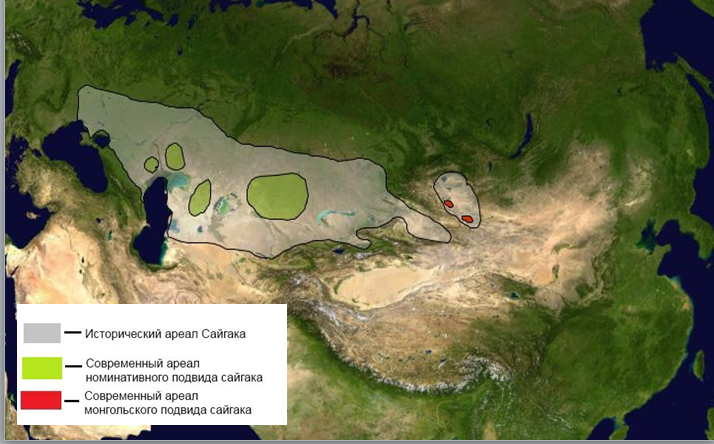 Исторический ареал Сайгака
Современный ареал
номинативного подвида сайгака
Современный ареал
монгольского подвида сайгака